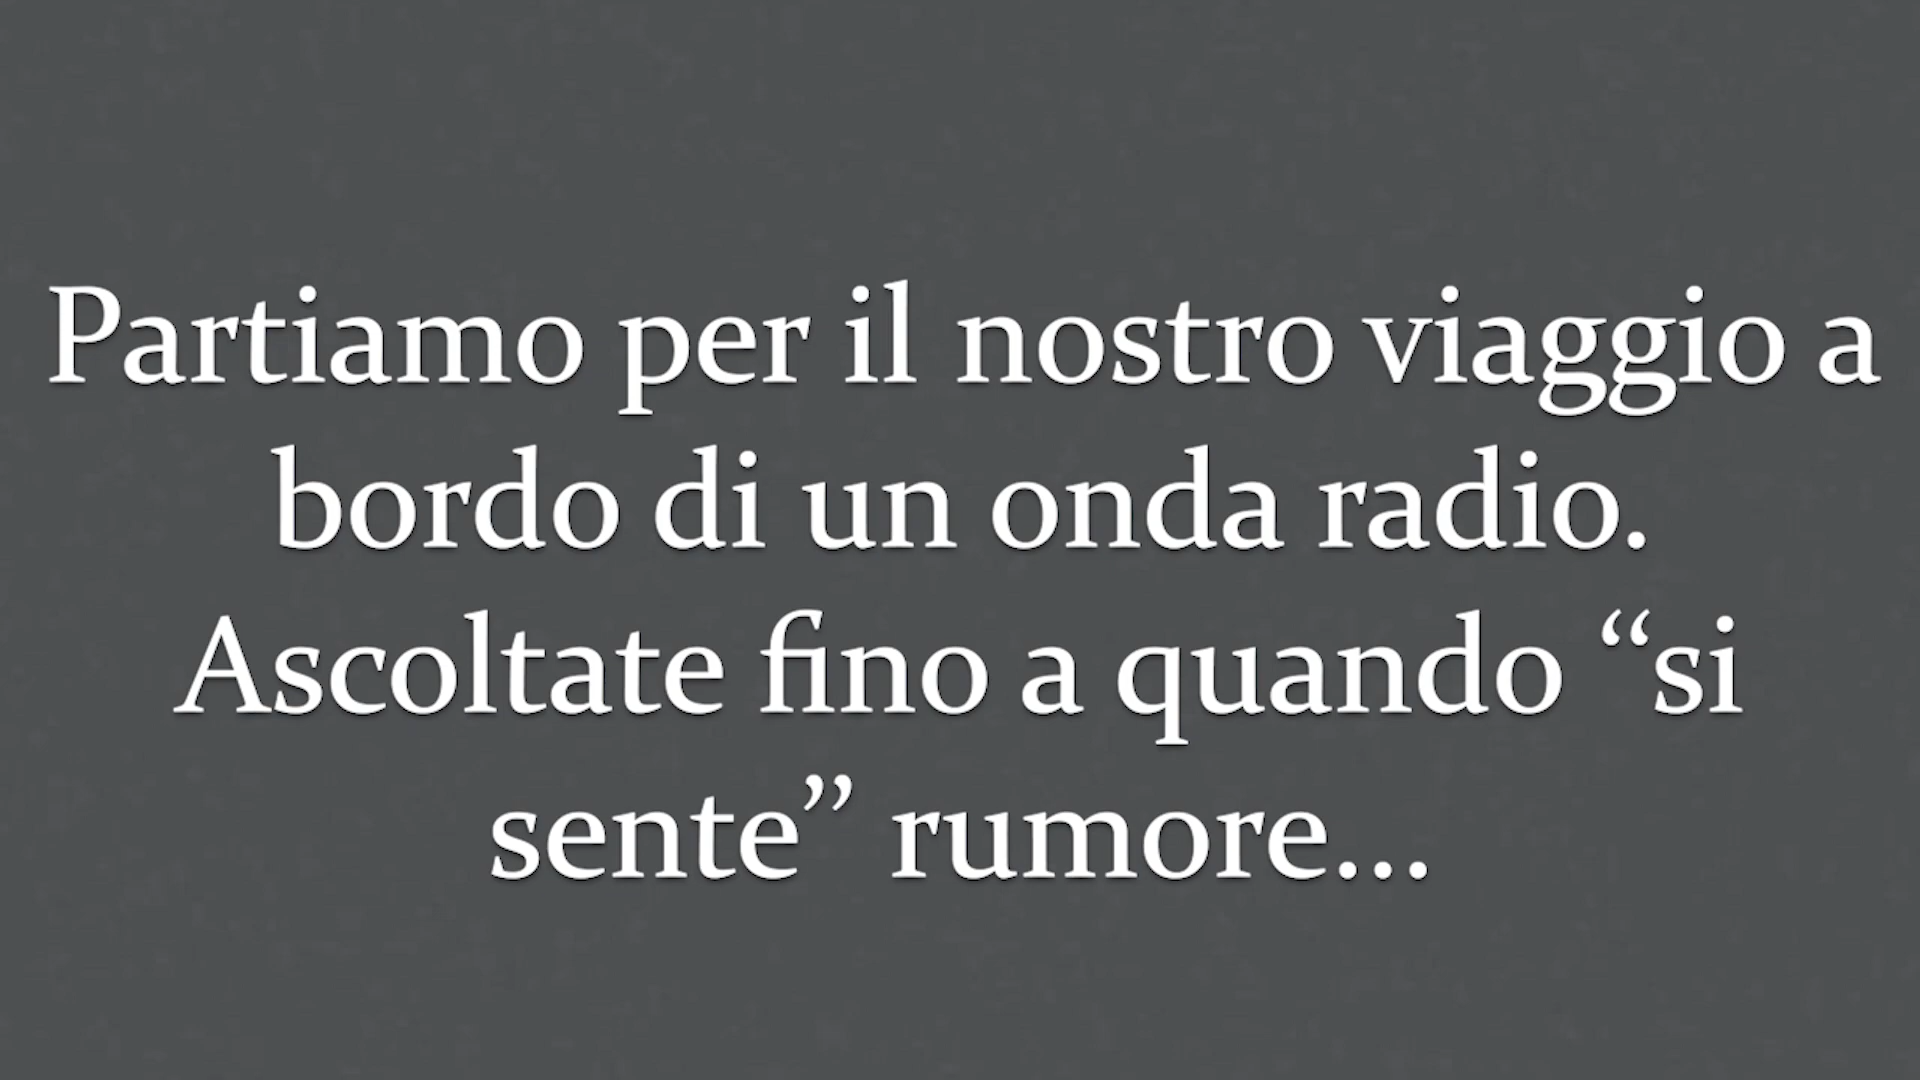 Partiamo per il nostro viaggio a
bordo di un onda radio.
Ascoltate fino a quando “si
sente” rumore...